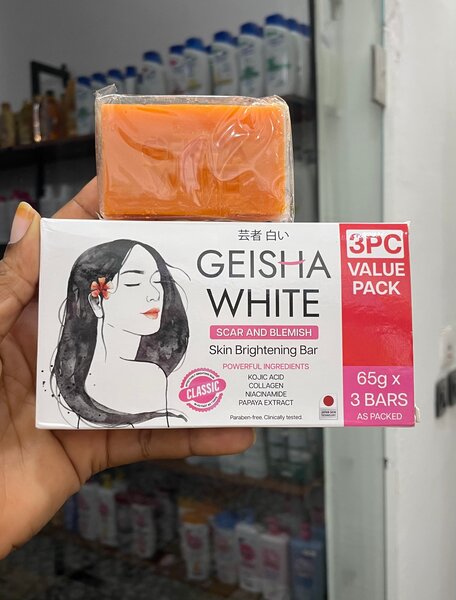 芸者 白い
GEISHA
WHITE
SCAR AND BLEMISH
Skin Brightening Bar
POWERFUL INGREDIENTS
KOJIC ACID
COLLAGEN
NIACINAMIDE
PAPAYA EXTRACT
CLASSIC
Paraben-free. Clinically tested.
3PC
VALUE
PACK
65g x
3 BARS
AS PACKED